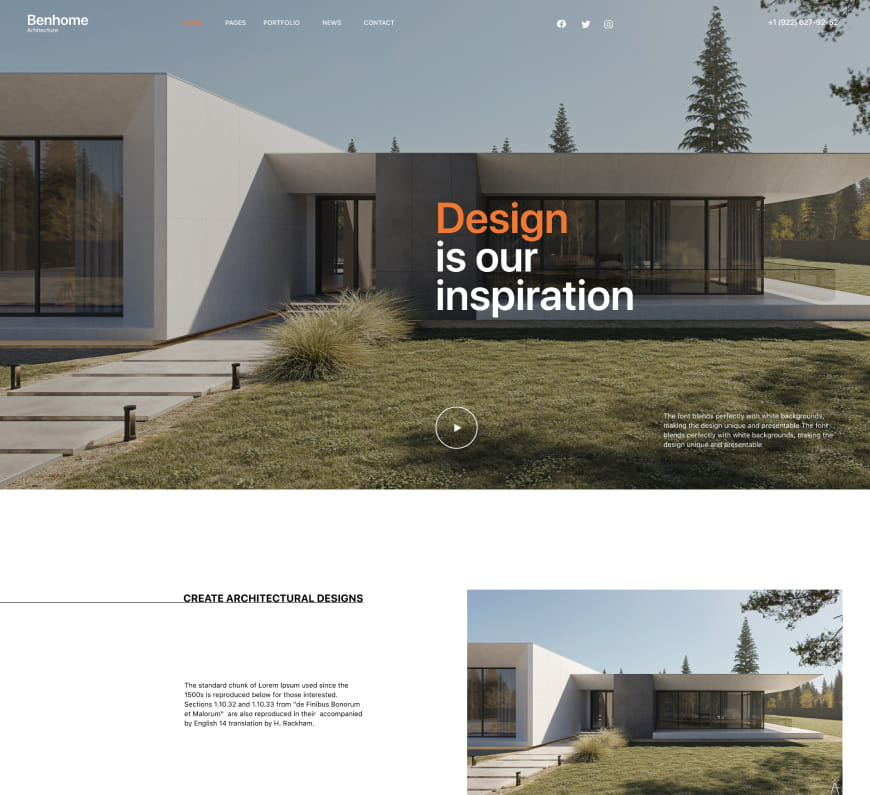 Benhome
Arhitecture
HOME
PAGES
PORTFOLIO
NEWS
CONTACT
+1 (922) 627-92-52
Design
is our
inspiration
The font blends perfectly with white backgrounds,
making the design unique and presentable The font
blends perfectly with white backgrounds, making the
design unique and presentable
CREATE ARCHITECTURAL DESIGNS
The standard chunk of Lorem Ipsum used since the
1500s is reproduced below for those interested.
Sections 1.10.32 and 1.10.33 from "de Finibus Bonorum
et Malorum" are also reproduced in their accompanied
by English 14 translation by H. Rackham.